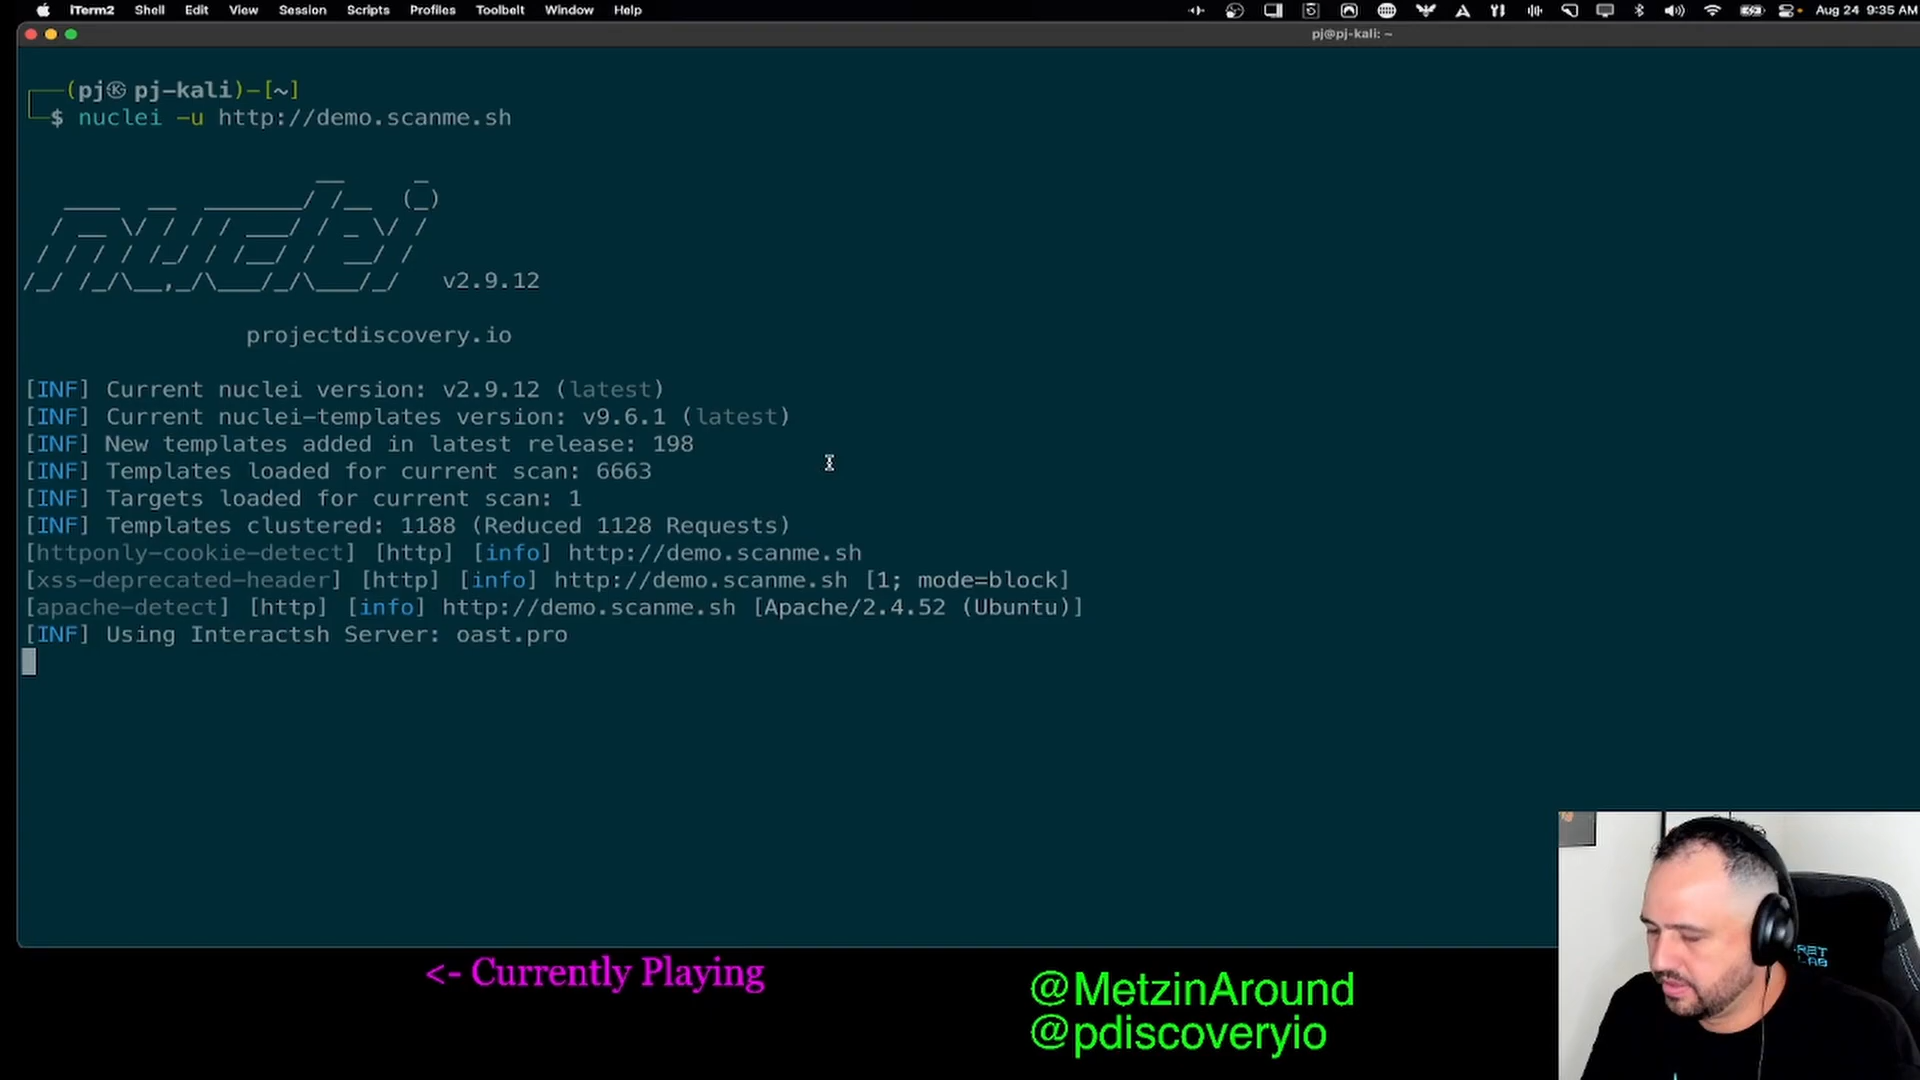 iTerm2 Shell Edit View Session Scripts Profiles Toolbelt Window Help Aug 24 9:35 AM
pj@pj-kali: ~
(pj㉿ pj-kali)-[~]
$ nuclei -u http://demo.scanme.sh
nuclei v2.9.12
projectdiscovery.io
[INF] Current nuclei version: v2.9.12 (latest)
[INF] Current nuclei-templates version: v9.6.1 (latest)
[INF] New templates added in latest release: 198
[INF] Templates loaded for current scan: 6663
[INF] Targets loaded for current scan: 1
[INF] Templates clustered: 1188 (Reduced 1128 Requests)
[httponly-cookie-detect] [http] [info] http://demo.scanme.sh
[xss-deprecated-header] [http] [info] http://demo.scanme.sh [1; mode=block]
[apache-detect] [http] [info] http://demo.scanme.sh [Apache/2.4.52 (Ubuntu)]
[INF] Using Interactsh Server: oast.pro
<- Currently Playing
@MetzinAround
@pdiscoveryio